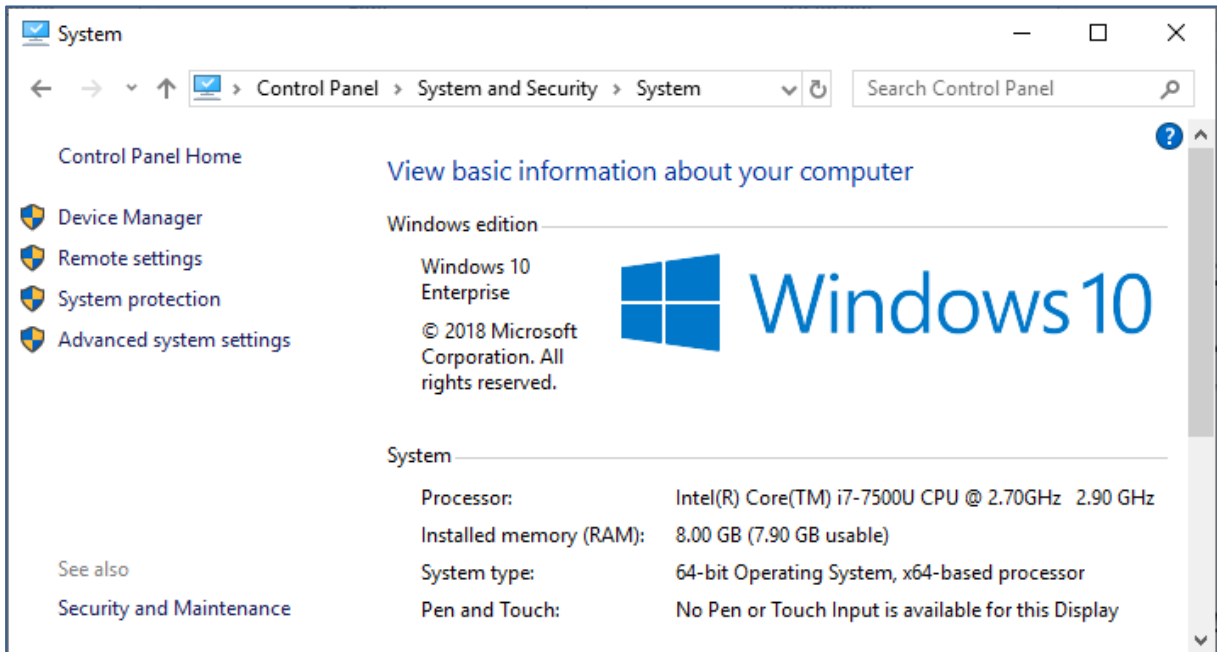 System
Control Panel > System and Security > System
Search Control Panel
Control Panel Home
Device Manager
Remote settings
System protection
Advanced system settings
See also
Security and Maintenance
View basic information about your computer
Windows edition
Windows 10
Enterprise
© 2018 Microsoft
Corporation. All
rights reserved.
Windows 10
System
Processor: Intel(R) Core(TM) i7-7500U CPU @ 2.70GHz 2.90 GHz
Installed memory (RAM): 8.00 GB (7.90 GB usable)
System type: 64-bit Operating System, x64-based processor
Pen and Touch: No Pen or Touch Input is available for this Display